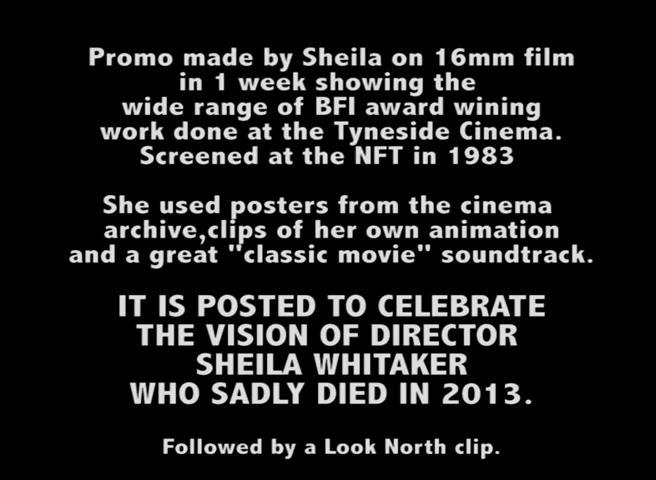 Promo made by Sheila on 16mm film
in 1 week showing the
wide range of BFI award wining
work done at the Tyneside Cinema.
Screened at the NFT in 1983
She used posters from the cinema
archive,clips of her own animation
and a great "classic movie" soundtrack.
IT IS POSTED TO CELEBRATE
THE VISION OF DIRECTOR
SHEILA WHITAKER
WHO SADLY DIED IN 2013.
Followed by a Look North clip.